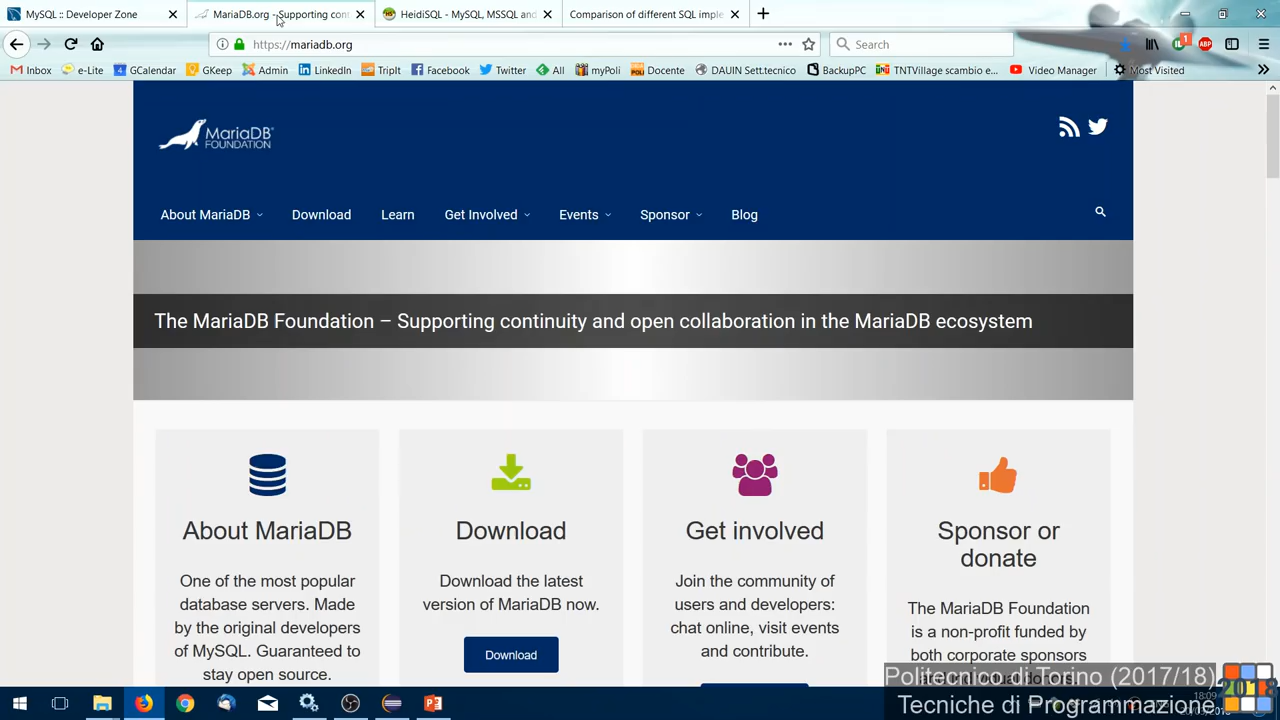 MySQL :: Developer Zone
MariaDB.org - Supporting cont
HeidiSQL - MySQL, MSSQL and
Comparison of different SQL imple
https://mariadb.org
Search
1
ABP
Inbox
e-Lite
GCalendar
GKeep
Admin
LinkedIn
TripIt
Facebook
Twitter
All
myPoli
Docente
DAUIN Sett.tecnico
BackupPC
TNTVillage scambio e...
Video Manager
Most Visited
MariaDB
FOUNDATION
About MariaDB
Download
Learn
Get Involved
Events
Sponsor
Blog
The MariaDB Foundation – Supporting continuity and open collaboration in the MariaDB ecosystem
About MariaDB
One of the most popular
database servers. Made
by the original developers
of MySQL. Guaranteed to
stay open source.
Download
Download the latest
version of MariaDB now.
Download
Get involved
Join the community of
users and developers:
chat online, visit events
and contribute.
Sponsor or
donate
The MariaDB Foundation
is a non-profit funded by
both corporate sponsors
Politecnico di Torino (2017/18)
Tecniche di Programmazione
2018
18:09